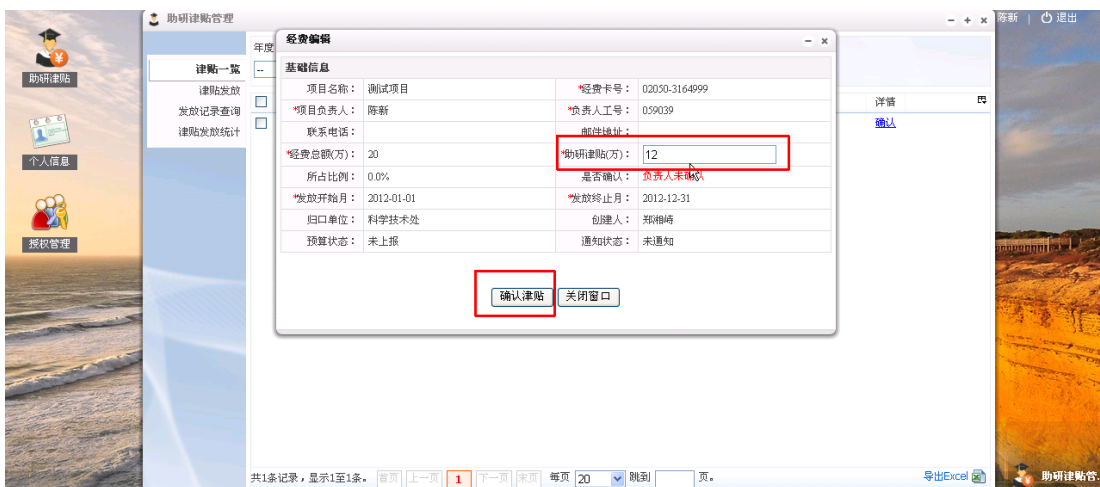 助研津贴管理
陈新 | 退出
助研津贴
个人信息
授权管理
津贴一览
津贴发放
发放记录查询
津贴发放统计
年度
--
经费编辑
基础信息
项目名称: 测试项目 *经费卡号: 02050-3164999
*项目负责人: 陈新 *负责人工号: 059039
联系电话: 邮件地址:
*经费总额(万): 20 *助研津贴(万): 12
所占比例: 0.0% 是否确认: 负责人未确认
*发放开始月: 2012-01-01 *发放终止月: 2012-12-31
归口单位: 科学技术处 创建人: 郑湘崎
预算状态: 未上报 通知状态: 未通知
确认津贴 关闭窗口
详情
确认
共1条记录,显示1至1条。 首页 上一页 1 下一页 末页 每页 20 跳到 页。 导出Excel
助研津贴管.